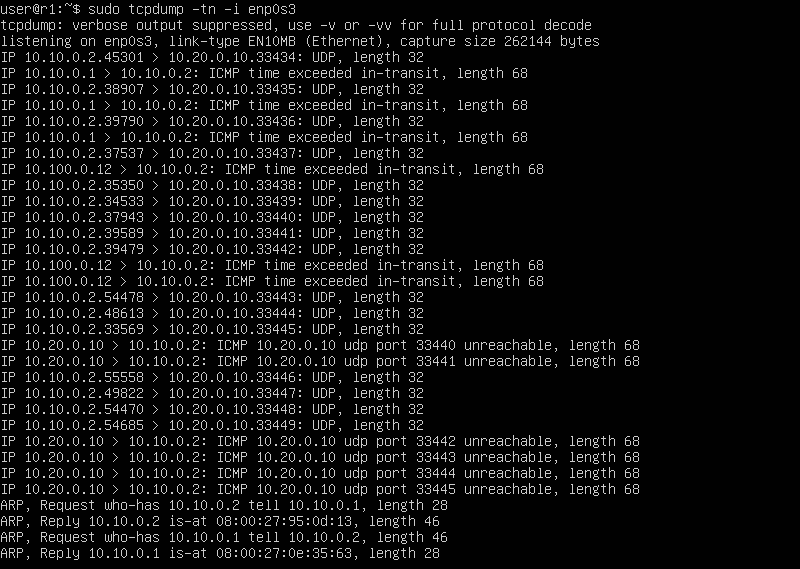 user@r1:~$ sudo tcpdump -tn -i enp0s3
tcpdump: verbose output suppressed, use -v or -vv for full protocol decode
listening on enp0s3, link-type EN10MB (Ethernet), capture size 262144 bytes
IP 10.10.0.2.45301 > 10.20.0.10.33434: UDP, length 32
IP 10.10.0.1 > 10.10.0.2: ICMP time exceeded in-transit, length 68
IP 10.10.0.2.38907 > 10.20.0.10.33435: UDP, length 32
IP 10.10.0.1 > 10.10.0.2: ICMP time exceeded in-transit, length 68
IP 10.10.0.2.39790 > 10.20.0.10.33436: UDP, length 32
IP 10.10.0.1 > 10.10.0.2: ICMP time exceeded in-transit, length 68
IP 10.10.0.2.37537 > 10.20.0.10.33437: UDP, length 32
IP 10.100.0.12 > 10.10.0.2: ICMP time exceeded in-transit, length 68
IP 10.10.0.2.35350 > 10.20.0.10.33438: UDP, length 32
IP 10.10.0.2.34533 > 10.20.0.10.33439: UDP, length 32
IP 10.10.0.2.37943 > 10.20.0.10.33440: UDP, length 32
IP 10.10.0.2.39589 > 10.20.0.10.33441: UDP, length 32
IP 10.10.0.2.39479 > 10.20.0.10.33442: UDP, length 32
IP 10.100.0.12 > 10.10.0.2: ICMP time exceeded in-transit, length 68
IP 10.100.0.12 > 10.10.0.2: ICMP time exceeded in-transit, length 68
IP 10.10.0.2.54478 > 10.20.0.10.33443: UDP, length 32
IP 10.10.0.2.48613 > 10.20.0.10.33444: UDP, length 32
IP 10.10.0.2.33569 > 10.20.0.10.33445: UDP, length 32
IP 10.20.0.10 > 10.10.0.2: ICMP 10.20.0.10 udp port 33440 unreachable, length 68
IP 10.20.0.10 > 10.10.0.2: ICMP 10.20.0.10 udp port 33441 unreachable, length 68
IP 10.10.0.2.55558 > 10.20.0.10.33446: UDP, length 32
IP 10.10.0.2.49822 > 10.20.0.10.33447: UDP, length 32
IP 10.10.0.2.54470 > 10.20.0.10.33448: UDP, length 32
IP 10.10.0.2.54685 > 10.20.0.10.33449: UDP, length 32
IP 10.20.0.10 > 10.10.0.2: ICMP 10.20.0.10 udp port 33442 unreachable, length 68
IP 10.20.0.10 > 10.10.0.2: ICMP 10.20.0.10 udp port 33443 unreachable, length 68
IP 10.20.0.10 > 10.10.0.2: ICMP 10.20.0.10 udp port 33444 unreachable, length 68
IP 10.20.0.10 > 10.10.0.2: ICMP 10.20.0.10 udp port 33445 unreachable, length 68
ARP, Request who-has 10.10.0.2 tell 10.10.0.1, length 28
ARP, Reply 10.10.0.2 is-at 08:00:27:95:0d:13, length 46
ARP, Request who-has 10.10.0.1 tell 10.10.0.2, length 46
ARP, Reply 10.10.0.1 is-at 08:00:27:0e:35:63, length 28